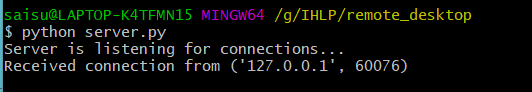 saisu@LAPTOP-K4TFMN15 MINGW64 /g/IHLP/remote_desktop
$ python server.py
Server is listening for connections...
Received connection from ('127.0.0.1', 60076)